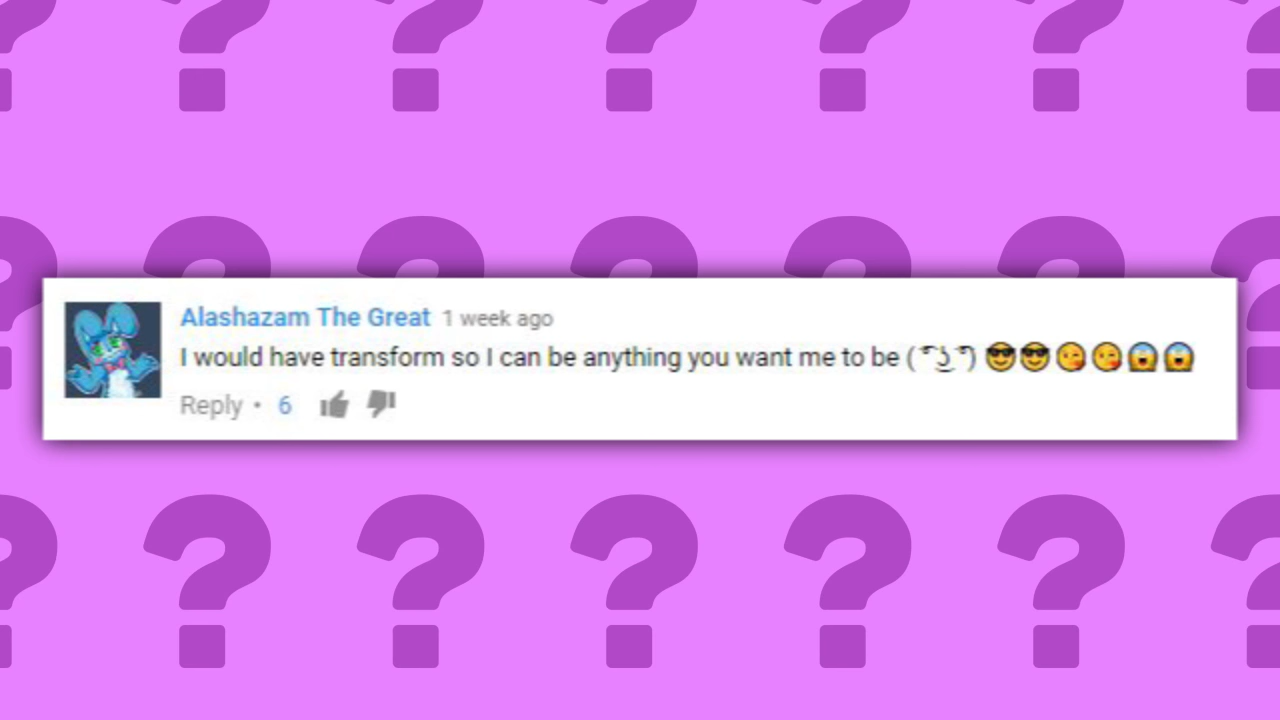 Alashazam The Great 1 week ago
I would have transform so I can be anything you want me to be ( ͡° ͜ʖ ͡°) 😎😎😘😘😱😱
Reply • 6